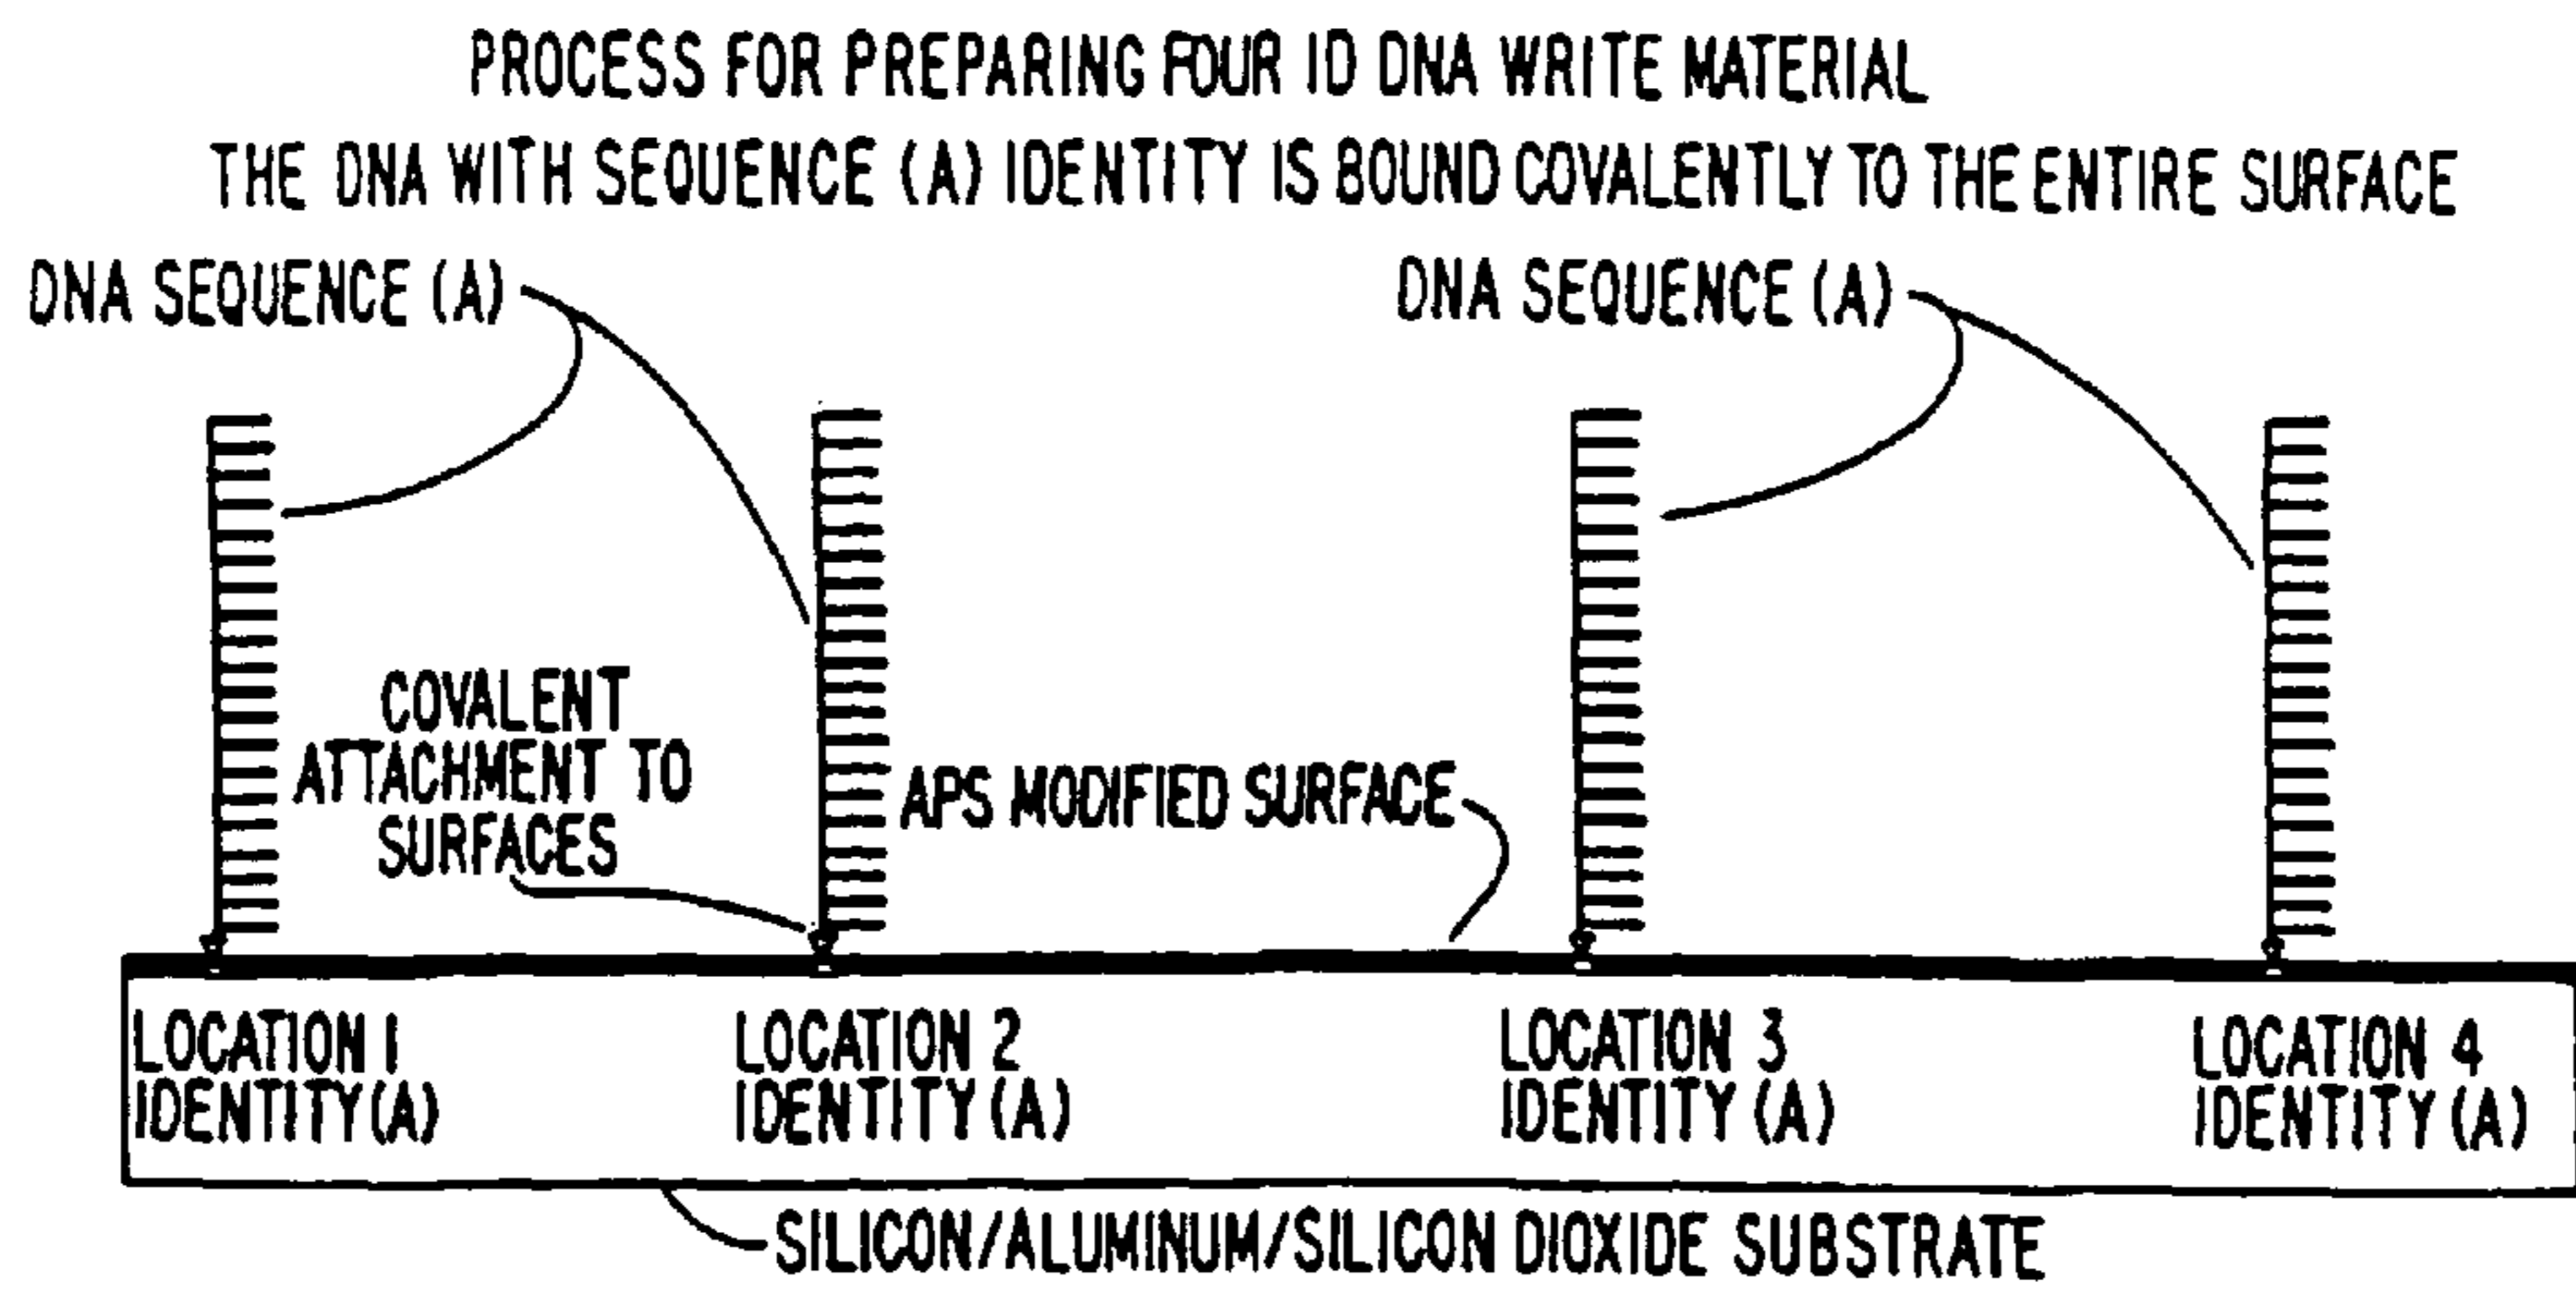 PROCESS FOR PREPARING FOUR ID DNA WRITE MATERIAL
THE DNA WITH SEQUENCE (A) IDENTITY IS BOUND COVALENTLY TO THE ENTIRE SURFACE
DNA SEQUENCE (A)
DNA SEQUENCE (A)
COVALENT
ATTACHMENT TO
SURFACES
APS MODIFIED SURFACE
LOCATION 1
IDENTITY (A)
LOCATION 2
IDENTITY (A)
LOCATION 3
IDENTITY (A)
LOCATION 4
IDENTITY (A)
SILICON/ALUMINUM/SILICON DIOXIDE SUBSTRATE